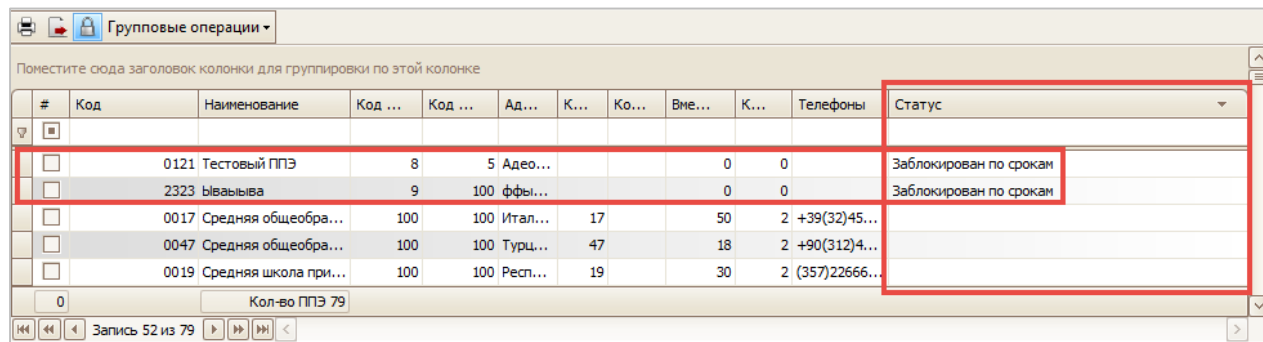 Групповые операции
Поместите сюда заголовок колонки для группировки по этой колонке
# Код Наименование Код ... Код ... Ад... К... Ко... Вме... К... Телефоны Статус
0121 Тестовый ППЭ 8 5 Адео... 0 0 Заблокирован по срокам
2323 Ываыыва 9 100 ффы... 0 0 Заблокирован по срокам
0017 Средняя общеобра... 100 100 Итал... 17 50 2 +39(32)45...
0047 Средняя общеобра... 100 100 Турц... 47 18 2 +90(312)4...
0019 Средняя школа при... 100 100 Респ... 19 30 2 (357)22666...
0 Кол-во ППЭ 79
Запись 52 из 79